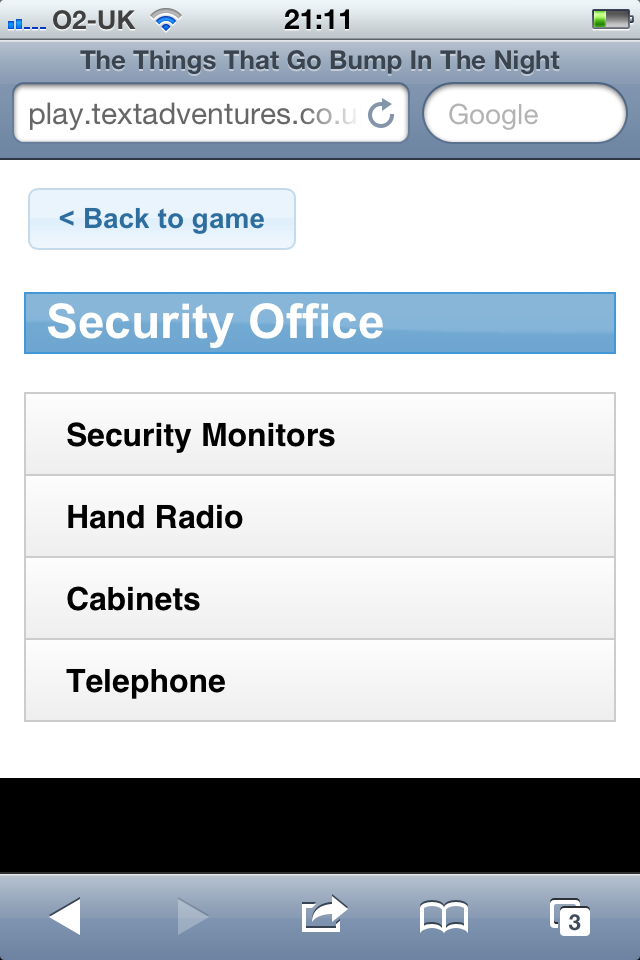 O2-UK 21:11
The Things That Go Bump In The Night
play.textadventures.co.u Google
< Back to game
Security Office
Security Monitors
Hand Radio
Cabinets
Telephone
3